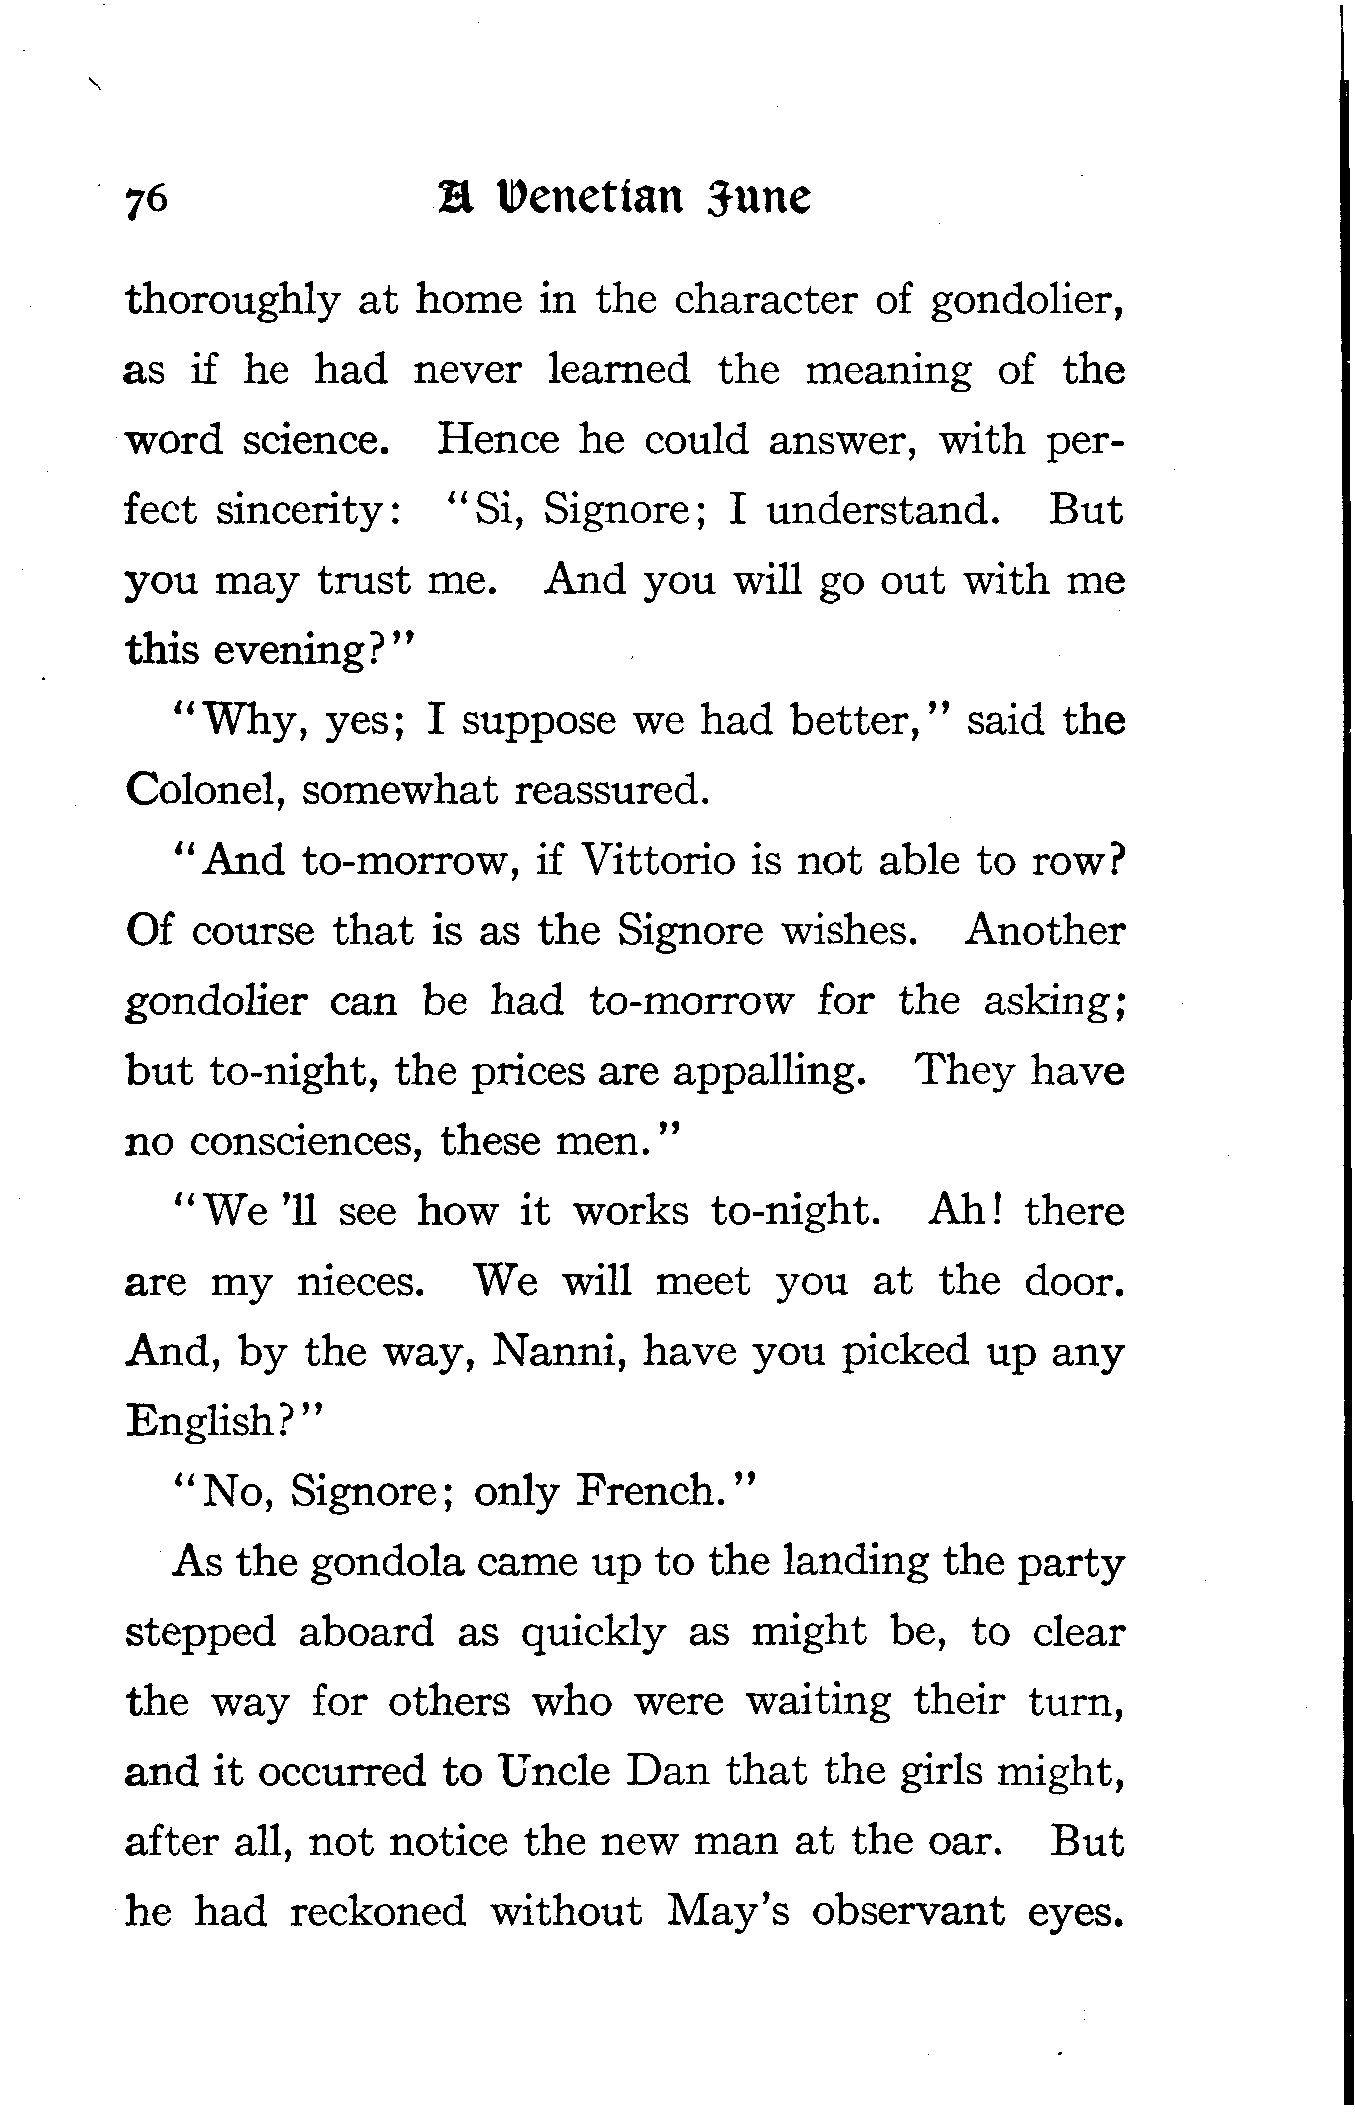 76 A Venetian June
thoroughly at home in the character of gondolier,
as if he had never learned the meaning of the
word science. Hence he could answer, with per-
fect sincerity: "Si, Signore; I understand. But
you may trust me. And you will go out with me
this evening?"
"Why, yes; I suppose we had better," said the
Colonel, somewhat reassured.
"And to-morrow, if Vittorio is not able to row?
Of course that is as the Signore wishes. Another
gondolier can be had to-morrow for the asking;
but to-night, the prices are appalling. They have
no consciences, these men."
"We 'll see how it works to-night. Ah! there
are my nieces. We will meet you at the door.
And, by the way, Nanni, have you picked up any
English?"
"No, Signore; only French."
As the gondola came up to the landing the party
stepped aboard as quickly as might be, to clear
the way for others who were waiting their turn,
and it occurred to Uncle Dan that the girls might,
after all, not notice the new man at the oar. But
he had reckoned without May's observant eyes.